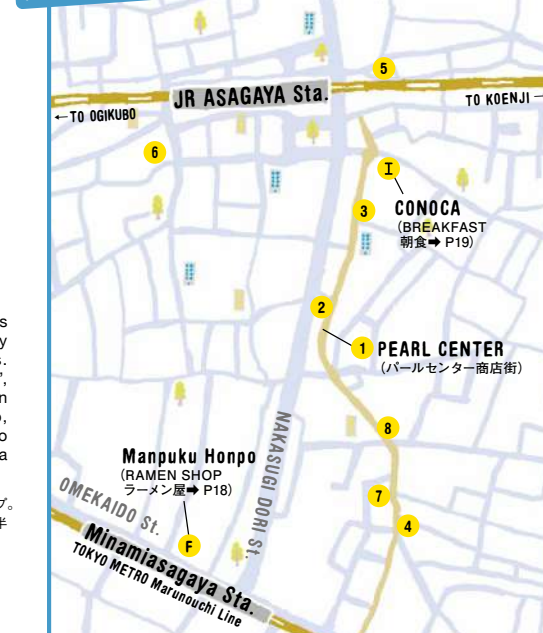 5
JR ASAGAYA Sta.
←TO OGIKUBO
TO KOENJI
6
I
CONOCA
(BREAKFAST
朝食➡ P19)
3
2
1 PEARL CENTER
(パールセンター商店街)
8
NAKASUGI DORI St.
Manpuku Honpo
(RAMEN SHOP
ラーメン屋➡ P18)
7
4
OMEKAIDO St.
F
Minamiasagaya Sta.
TOKYO METRO Marunouchi Line
s
y
s.
",
n
o,
o
a
プ。
半